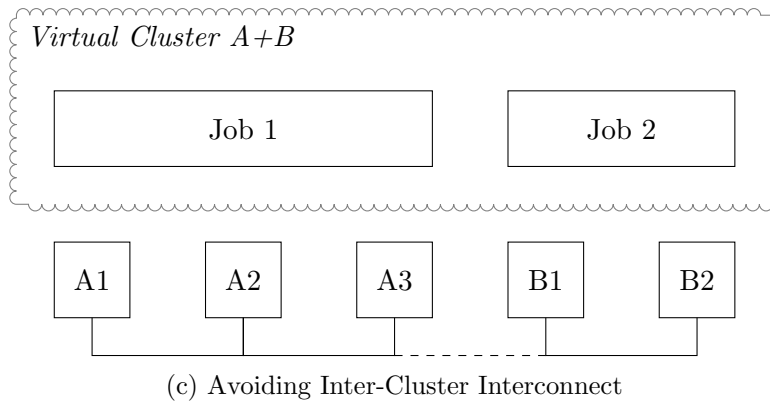 Virtual Cluster A+B
Job 1 Job 2
A1 A2 A3 B1 B2
(c) Avoiding Inter-Cluster Interconnect